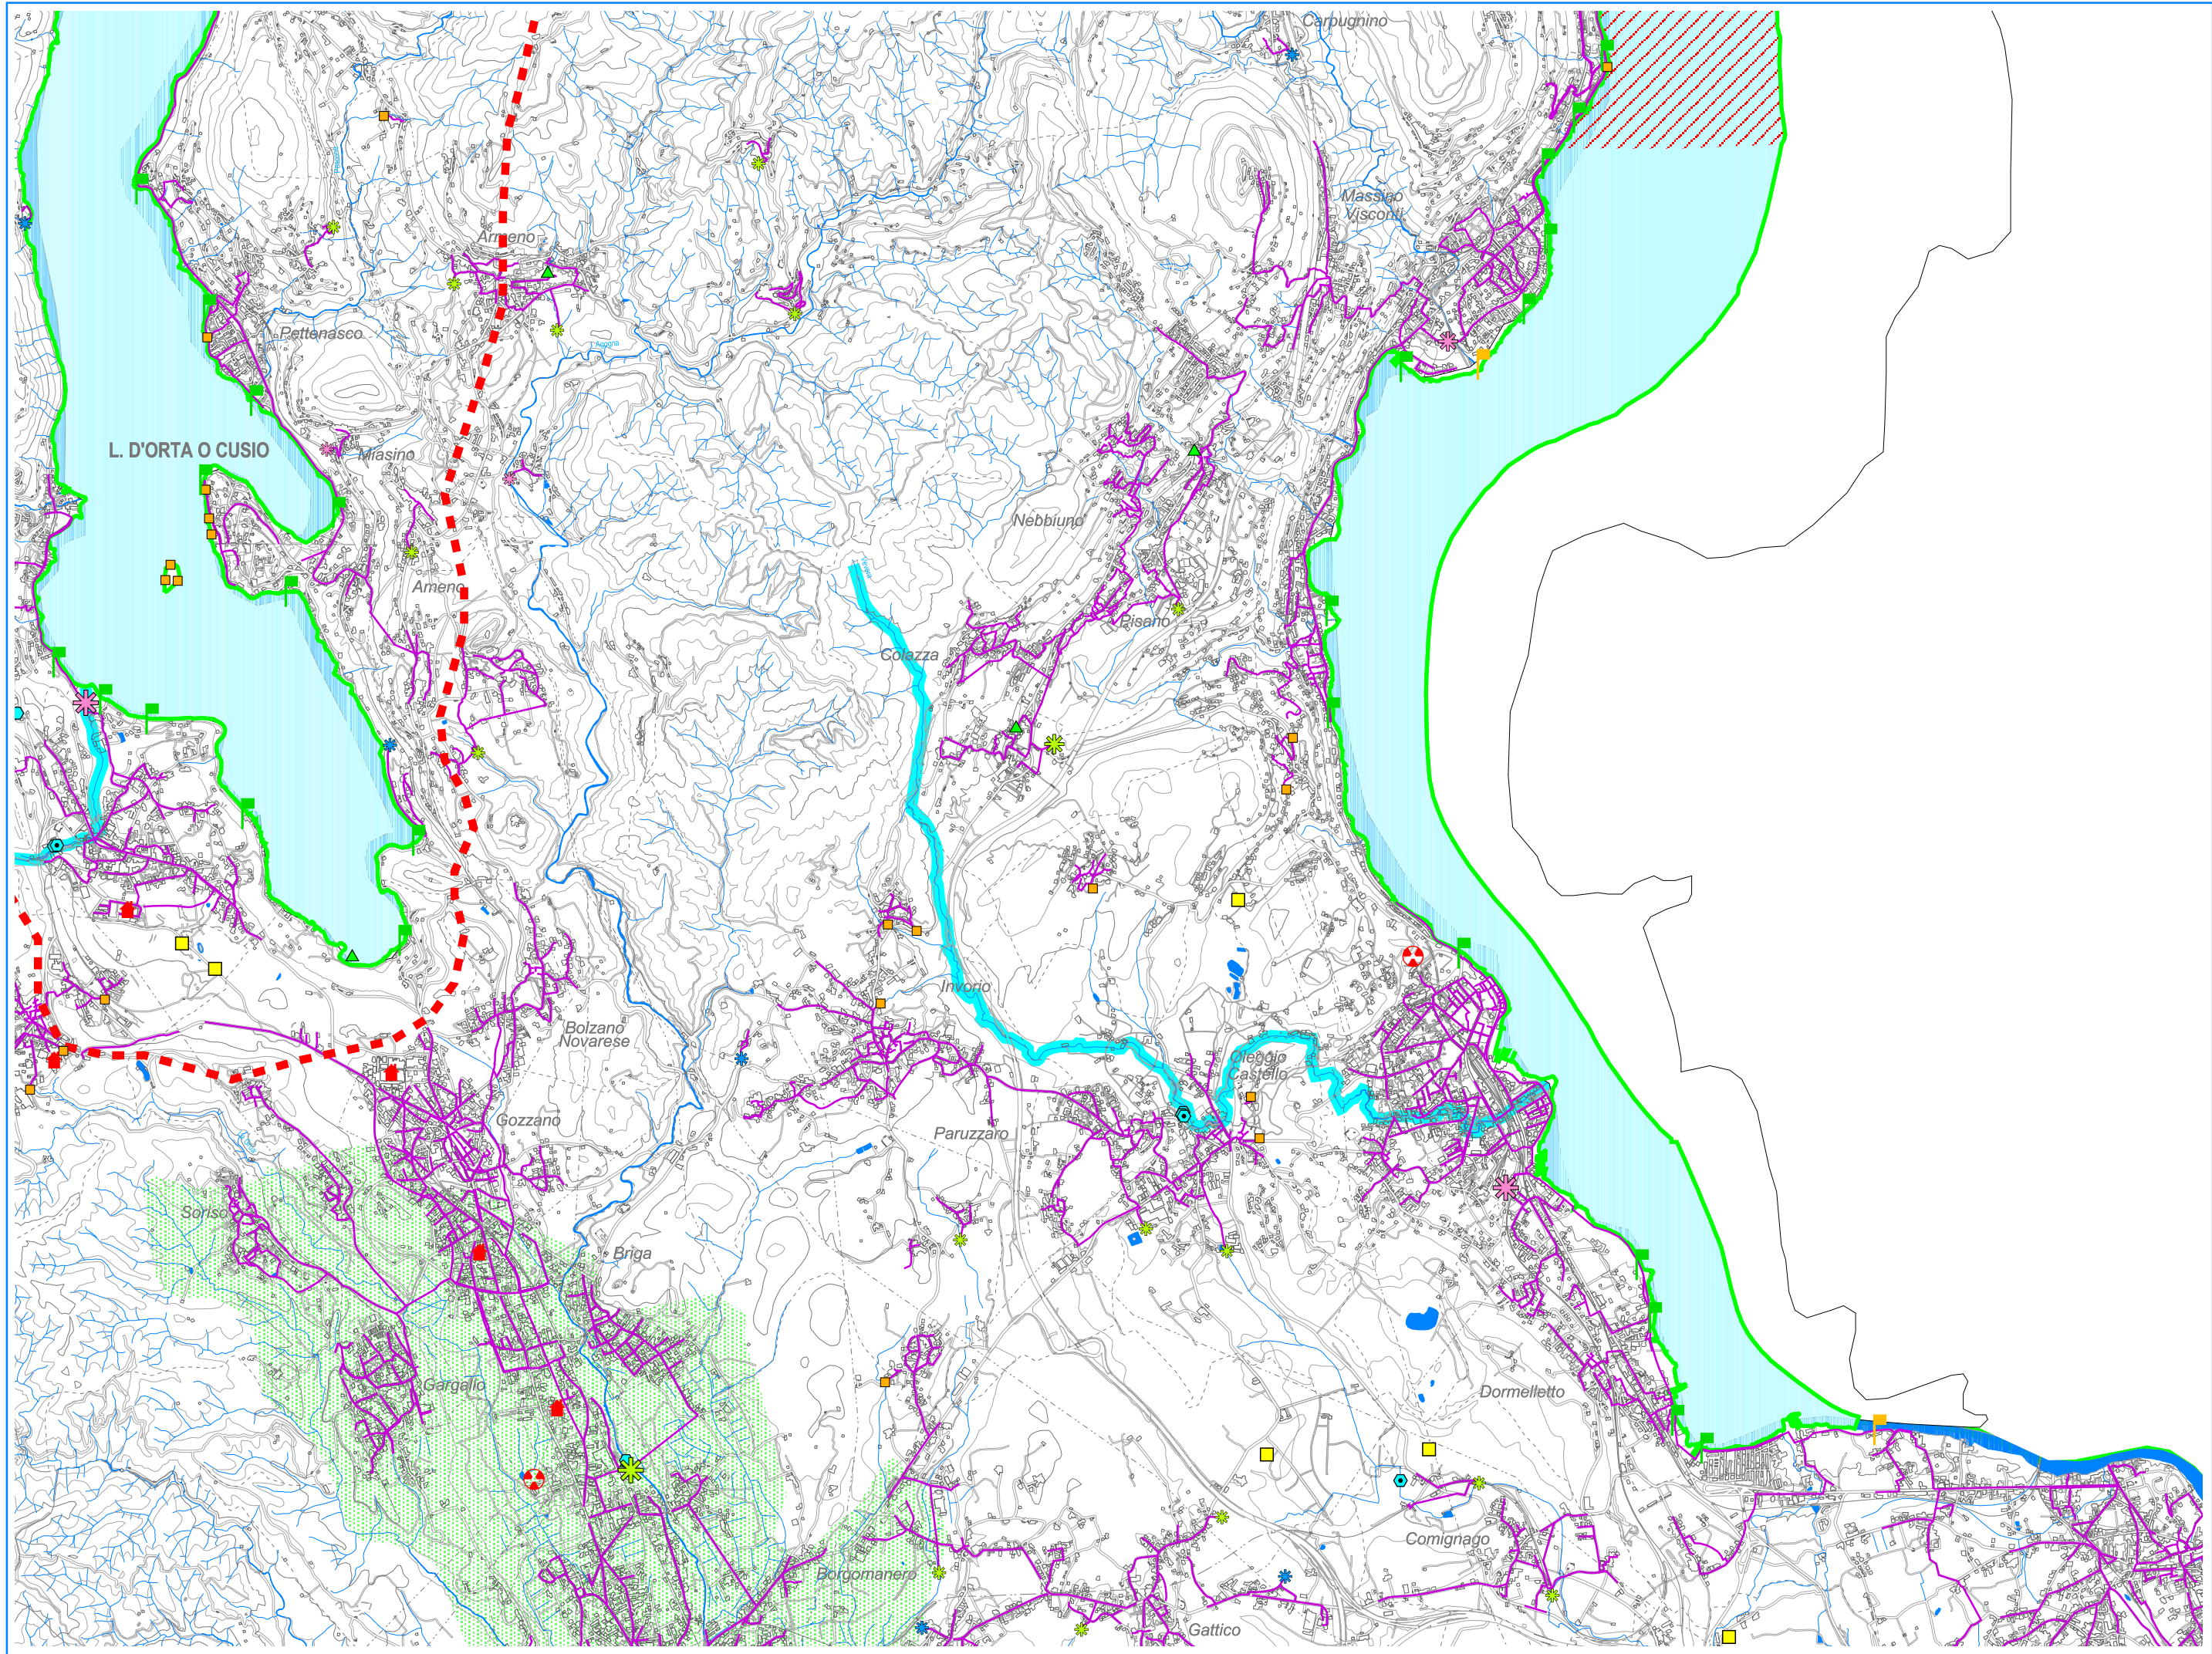 Carpugnino
Massino
Visconti
Armeno
Pettenasco
Agogna
L. D'ORTA O CUSIO
Miasino
Nebbiuno
Ameno
Pisano
Colazza
Invorio
Bolzano
Novarese
Oleggio
Castello
Gozzano
Paruzzaro
Soriso
Briga
Gargallo
Dormelletto
Comignago
Borgomanero
Gattico